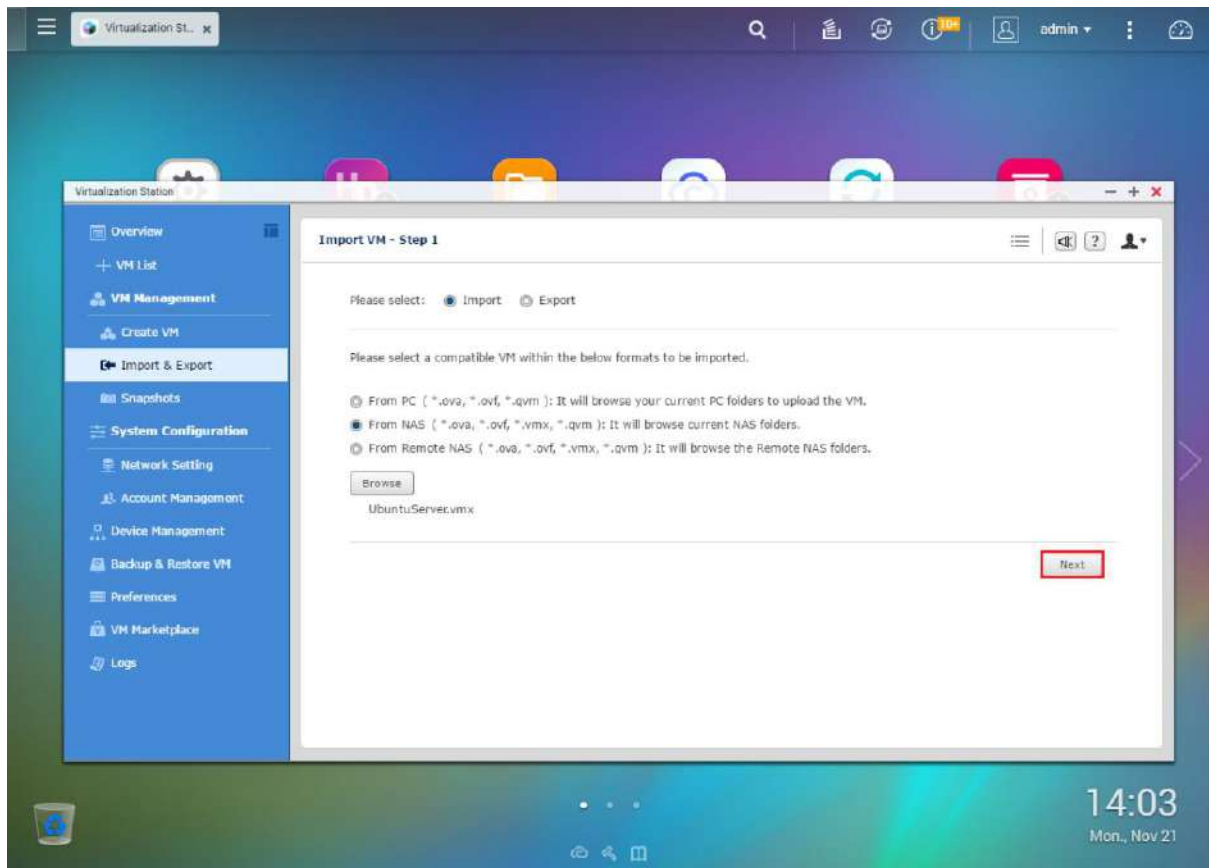 Virtualization St...
10+
admin
Virtualization Station
Overview
VM List
VM Management
Create VM
Import & Export
Snapshots
System Configuration
Network Setting
Account Management
Device Management
Backup & Restore VM
Preferences
VM Marketplace
Logs
Import VM - Step 1
?
Please select: Import Export
Please select a compatible VM within the below formats to be imported.
From PC ( *.ova, *.ovf, *.qvm ): It will browse your current PC folders to upload the VM.
From NAS ( *.ova, *.ovf, *.vmx, *.qvm ): It will browse current NAS folders.
From Remote NAS ( *.ova, *.ovf, *.vmx, *.qvm ): It will browse the Remote NAS folders.
Browse
UbuntuServer.vmx
Next
14:03
Mon., Nov 21